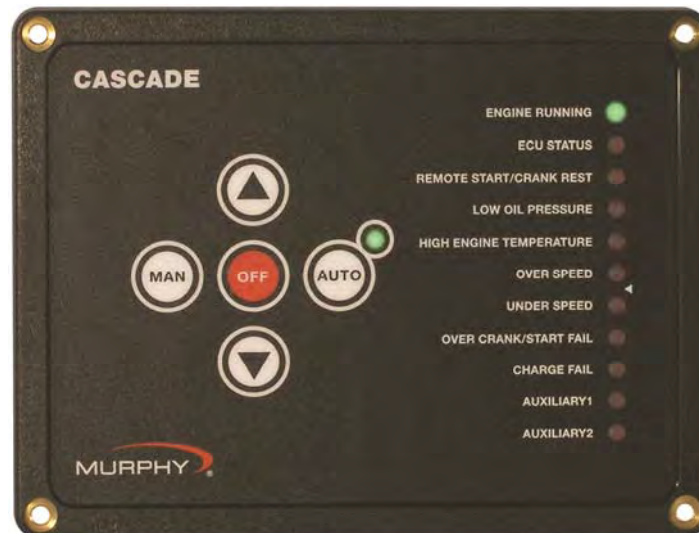 CASCADE
MAN
OFF
AUTO
ENGINE RUNNING
ECU STATUS
REMOTE START/CRANK REST
LOW OIL PRESSURE
HIGH ENGINE TEMPERATURE
OVER SPEED
UNDER SPEED
OVER CRANK/START FAIL
CHARGE FAIL
AUXILIARY1
AUXILIARY2
MURPHY®